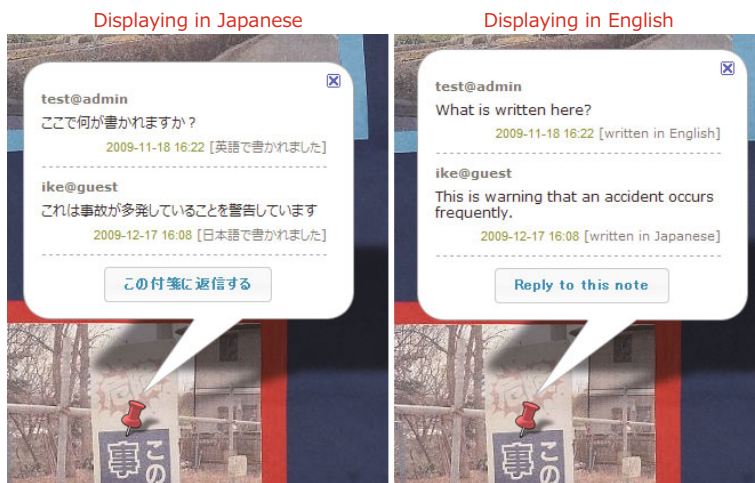 Displaying in Japanese
test@admin
ここで何が書かれますか？
2009-11-18 16:22 [英語で書かれました]
ike@guest
これは事故が多発していることを警告しています
2009-12-17 16:08 [日本語で書かれました]
この付箋に返信する
この
事
Displaying in English
test@admin
What is written here?
2009-11-18 16:22 [written in English]
ike@guest
This is warning that an accident occurs
frequently.
2009-12-17 16:08 [written in Japanese]
Reply to this note
この
事